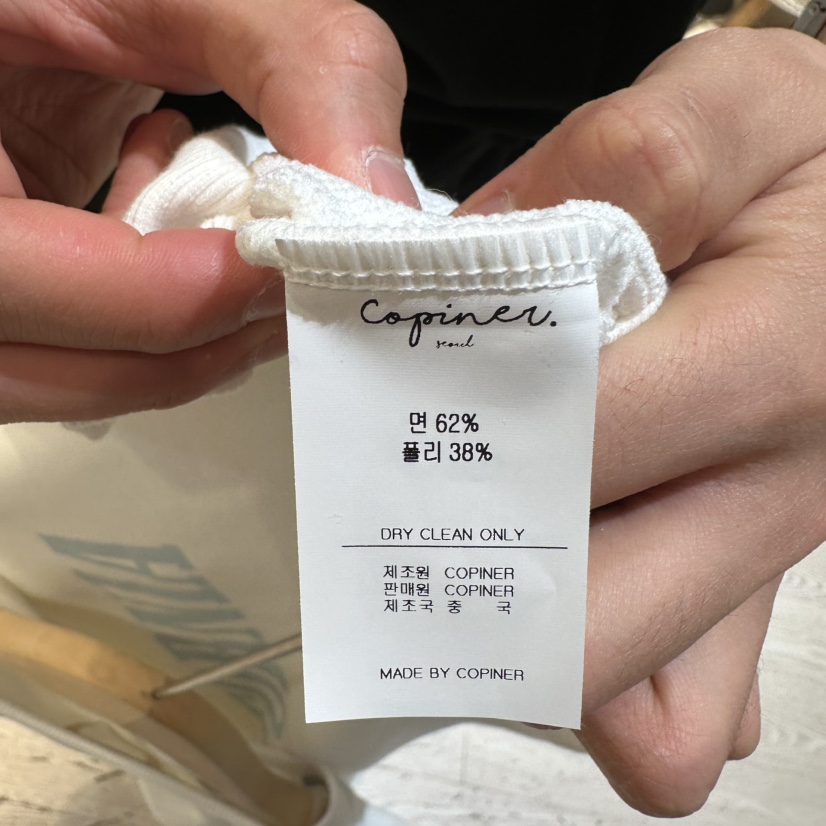 Copiner.
seoul
면 62%
폴리 38%
DRY CLEAN ONLY
제조원 COPINER
판매원 COPINER
제조국 중 국
MADE BY COPINER